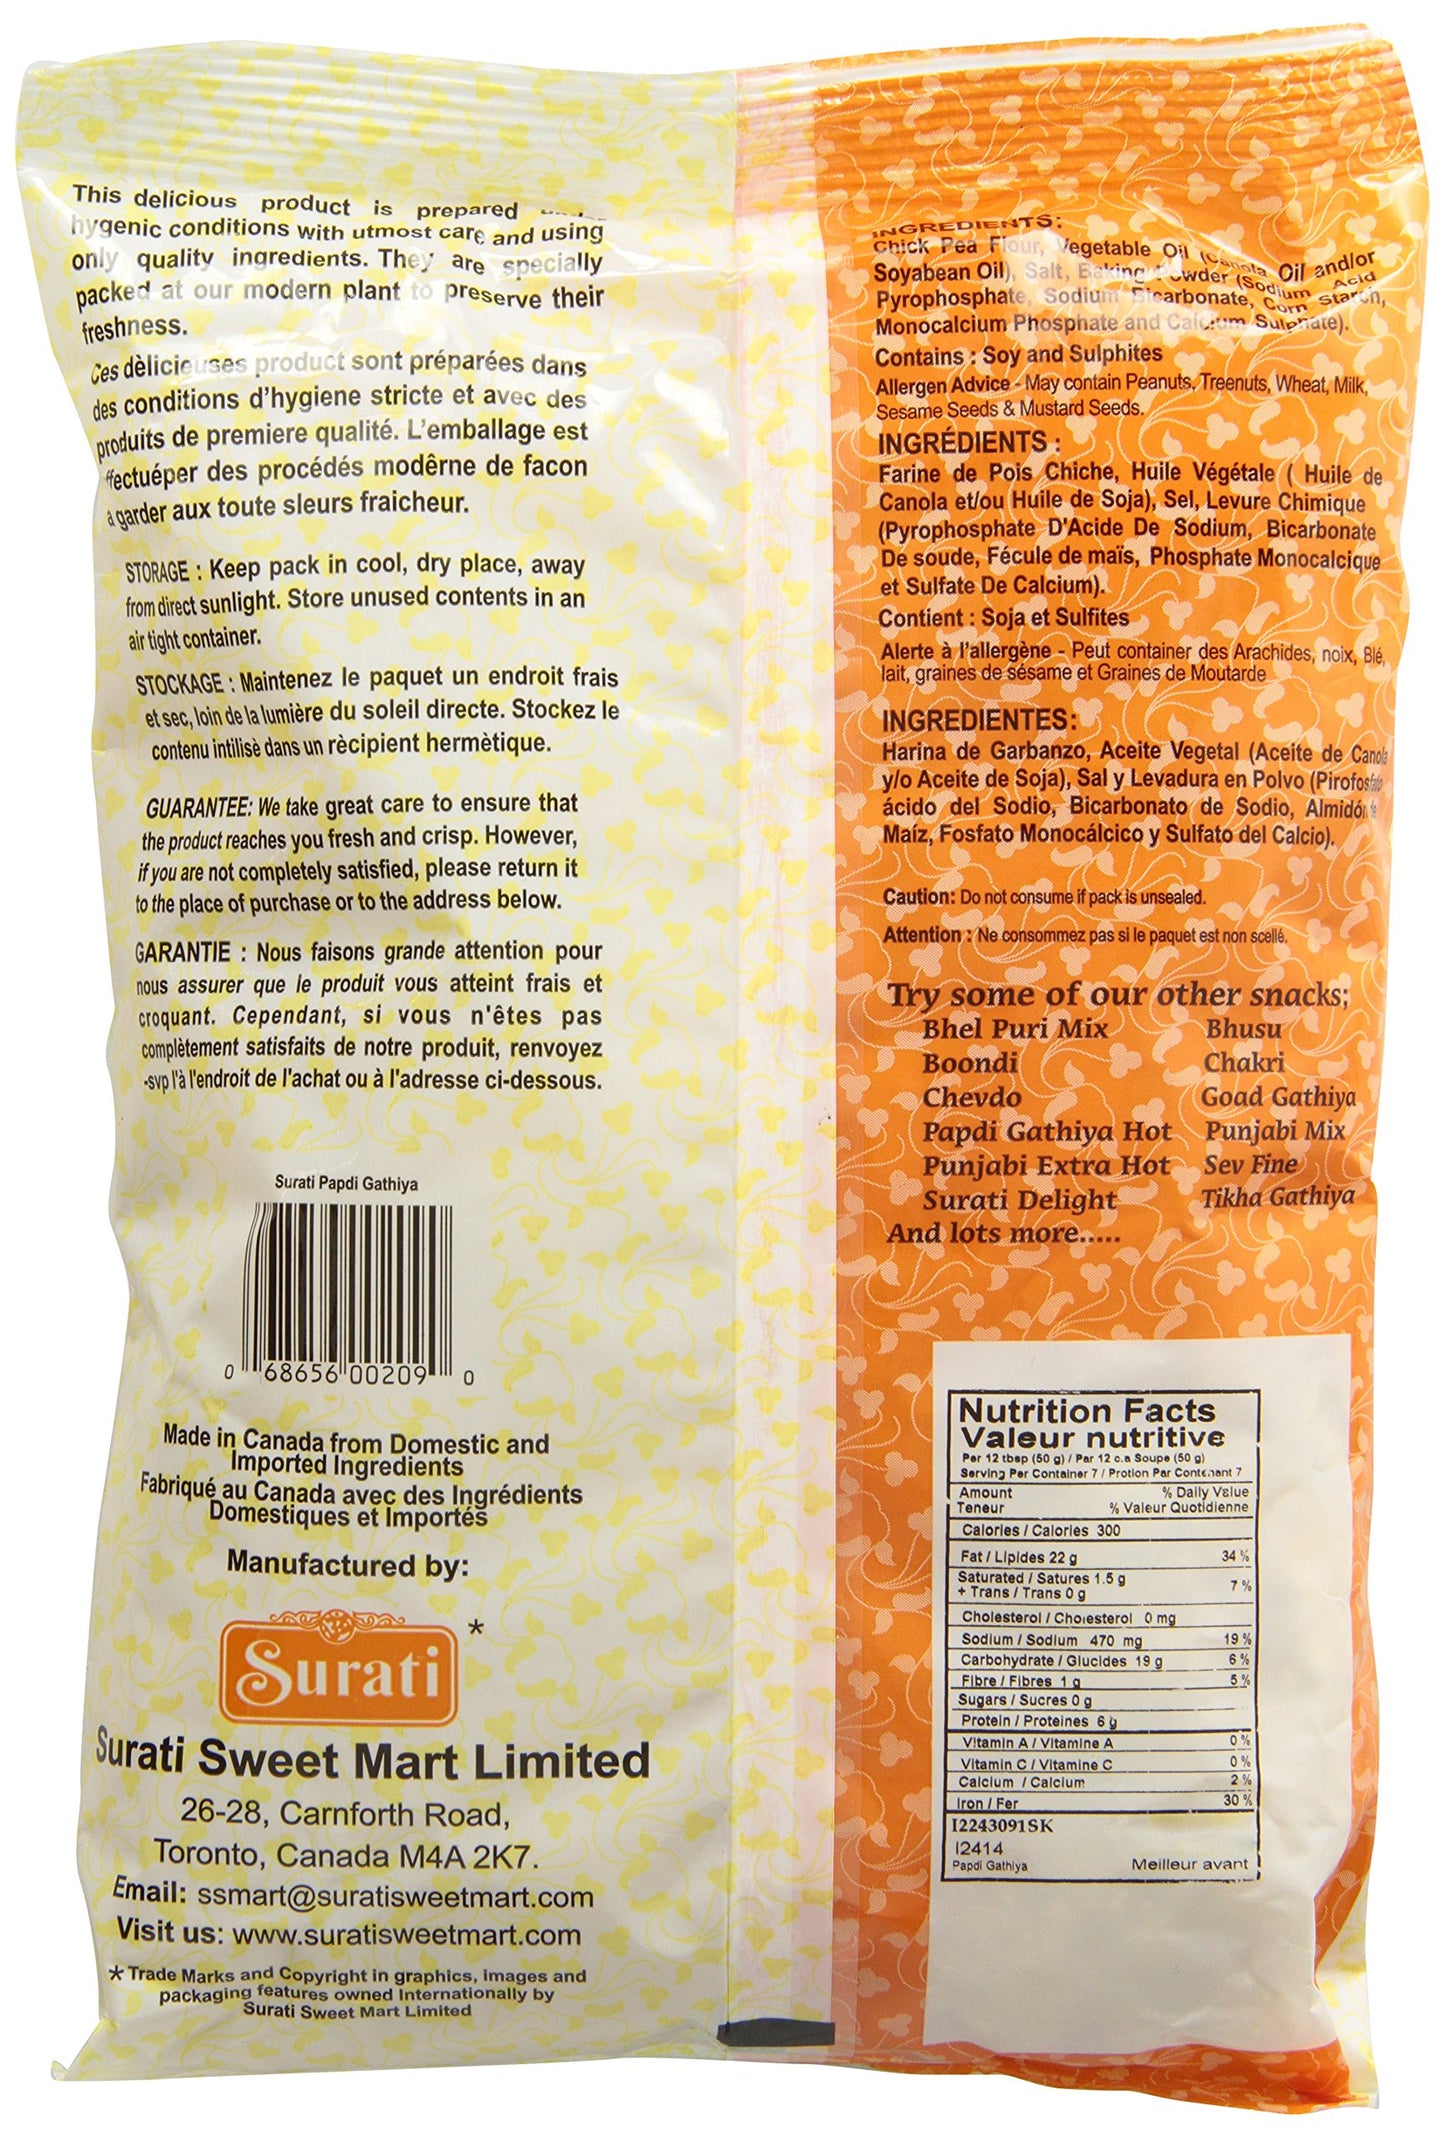 This delicious product is prepared
hygenic conditions with utmost care and using
only quality ingredients. They are specially
packed at our modern plant to preserve their
freshness.
Ces dèlicieuses product sont préparées dans
des conditions d'hygiene stricte et avec des
produits de premiere qualité. L'emballage est
ffectuéper des procédés modêrne de facon
a garder aux toute sleurs fraicheur.
STORAGE : Keep pack in cool, dry place, away
from direct sunlight. Store unused contents in an
air tight container.
STOCKAGE : Maintenez le paquet un endroit frais
et sec, loin de la lumière du soleil directe. Stockez le
contenu intilisè dans un rècipient hermètique.
GUARANTEE: We take great care to ensure that
the product reaches you fresh and crisp. However,
if you are not completely satisfied, please return it
to the place of purchase or to the address below.
GARANTIE : Nous faisons grande attention pour
nous assurer que le produit vous atteint frais et
croquant. Cependant, si vous n'êtes pas
complètement satisfaits de notre produit, renvoyez
-svp l'à l'endroit de l'achat ou à l'adresse ci-dessous.
Surati Papdi Gathiya
0 68656 00209 0
Made in Canada from Domestic and
Imported Ingredients
Fabriqué au Canada avec des Ingrédients
Domestiques et Importés
Manufactured by:
Surati *
Surati Sweet Mart Limited
26-28, Carnforth Road,
Toronto, Canada M4A 2K7.
Email: ssmart@suratisweetmart.com
Visit us: www.suratisweetmart.com
* Trade Marks and Copyright in graphics, images and
packaging features owned Internationally by
Surati Sweet Mart Limited
INGREDIENTS:
Chick Pea Flour, Vegetable Oil (Canola Oil and/or
Soyabean Oil), Salt, Baking Powder (Sodium Acid
Pyrophosphate, Sodium Bicarbonate, Corn Starch,
Monocalcium Phosphate and Calcium Sulphate).
Contains : Soy and Sulphites
Allergen Advice - May contain Peanuts, Treenuts, Wheat, Milk,
Sesame Seeds & Mustard Seeds.
INGRÉDIENTS :
Farine de Pois Chiche, Huile Végétale ( Huile de
Canola et/ou Huile de Soja), Sel, Levure Chimique
(Pyrophosphate D'Acide De Sodium, Bicarbonate
De soude, Fécule de maïs, Phosphate Monocalcique
et Sulfate De Calcium).
Contient : Soja et Sulfites
Alerte à l'allergène - Peut container des Arachides, noix, Blé,
lait, graines de sésame et Graines de Moutarde
INGREDIENTES:
Harina de Garbanzo, Aceite Vegetal (Aceite de Canola
y/o Aceite de Soja), Sal y Levadura en Polvo (Pirofosfato
ácido del Sodio, Bicarbonato de Sodio, Almidón de
Maíz, Fosfato Monocálcico y Sulfato del Calcio).
Caution: Do not consume if pack is unsealed.
Attention : Ne consommez pas si le paquet est non scellé.
Try some of our other snacks;
Bhel Puri Mix Bhusu
Boondi Chakri
Chevdo Goad Gathiya
Papdi Gathiya Hot Punjabi Mix
Punjabi Extra Hot Sev Fine
Surati Delight Tikha Gathiya
And lots more.....
Nutrition Facts
Valeur nutritive
Per 12 tbsp (50 g) / Par 12 c.a Soupe (50 g)
Serving Per Container 7 / Protion Par Contenant 7
Amount % Daily Value
Teneur % Valeur Quotidienne
Calories / Calories 300
Fat / Lipides 22 g 34 %
Saturated / Satures 1.5 g
+ Trans / Trans 0 g 7 %
Cholesterol / Cholesterol 0 mg
Sodium / Sodium 470 mg 19 %
Carbohydrate / Glucides 19 g 6 %
Fibre / Fibres 1 g 5 %
Sugars / Sucres 0 g
Protein / Proteines 6 g
Vitamin A / Vitamine A 0 %
Vitamin C / Vitamine C 0 %
Calcium / Calcium 2 %
Iron / Fer 30 %
I2243091SK
I2414
Papdi Gathiya Meilleur avant